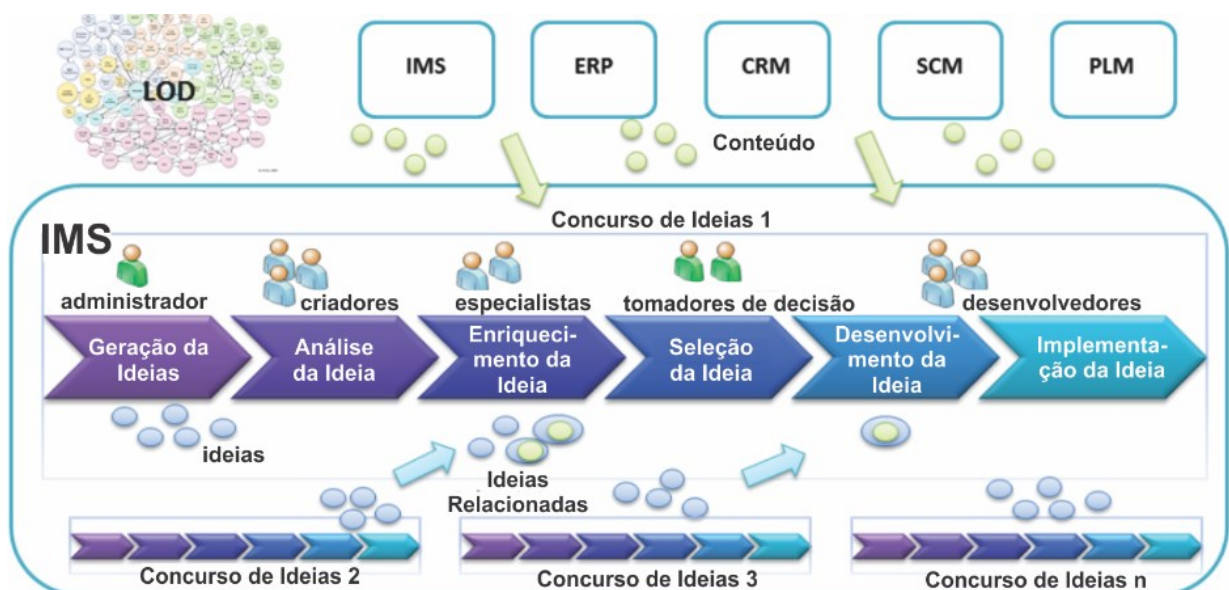 LOD
IMS
ERP
CRM
SCM
PLM
Conteúdo
IMS
Concurso de Ideias 1
administrador
criadores
especialistas
tomadores de decisão
desenvolvedores
Geração da
Ideias
Análise
da Ideia
Enriqueci-
mento da
Ideia
Seleção
da Ideia
Desenvolvi-
mento da
Ideia
Implementa-
ção da Ideia
ideias
Ideias
Relacionadas
Concurso de Ideias 2
Concurso de Ideias 3
Concurso de Ideias n